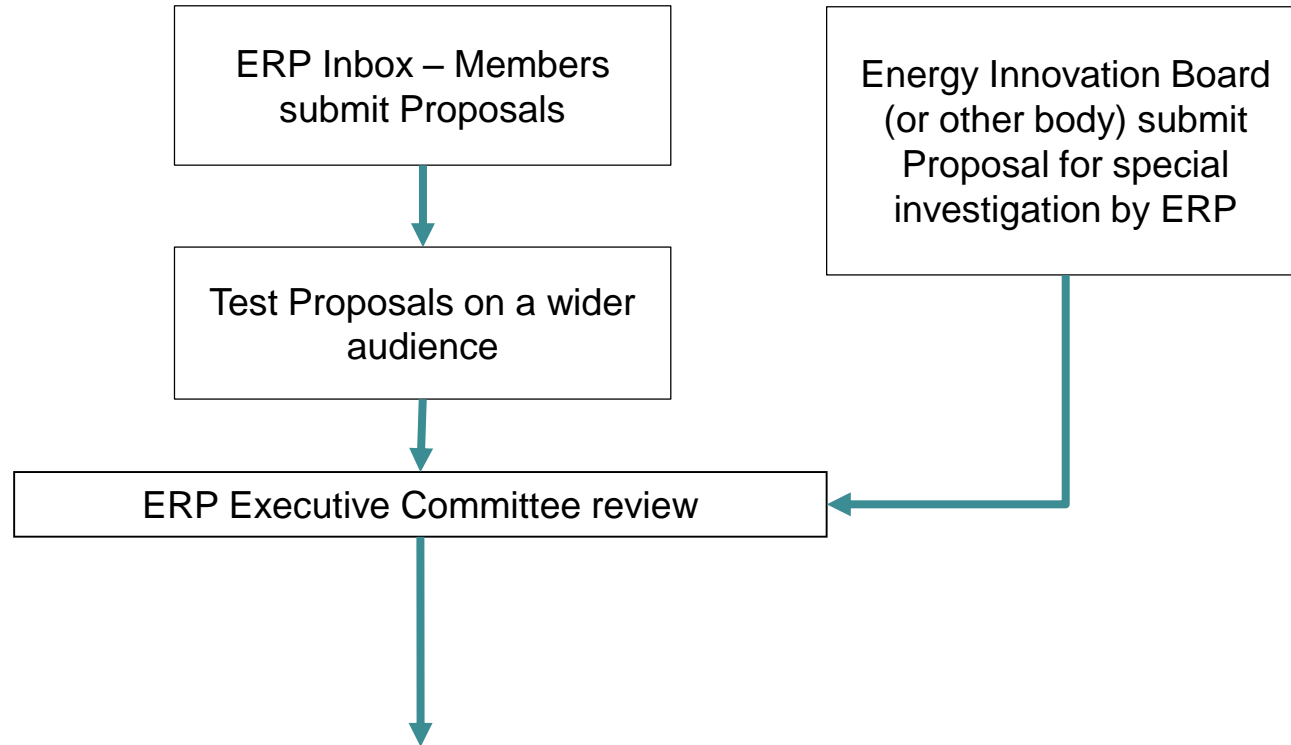 ERP Inbox – Members
submit Proposals
Energy Innovation Board
(or other body) submit
Proposal for special
investigation by ERP
Test Proposals on a wider
audience
ERP Executive Committee review